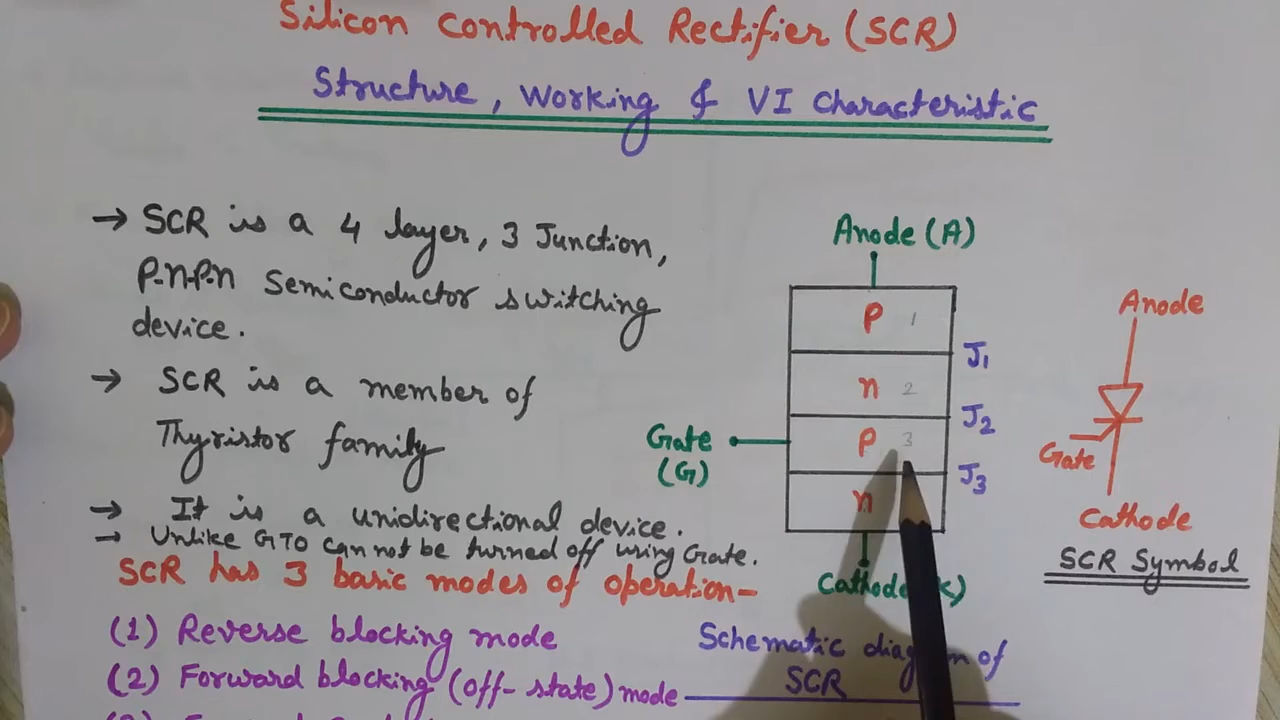 Silicon Controlled Rectifier (SCR)
Structure, Working & VI Characteristic
→ SCR is a 4 layer, 3 Junction,
P-n-P-n Semiconductor switching
device.
→ SCR is a member of
Thyristor family
→ It is a unidirectional device.
→ Unlike GTO cannot be turned off using Gate.
SCR has 3 basic modes of operation-
(1) Reverse blocking mode
(2) Forward blocking (off-state) mode
Anode (A)
P 1
J1
n 2
J2
Gate
(G)
P 3
J3
n
Schematic diagram of
SCR
Anode
Gate
Cathode
SCR Symbol